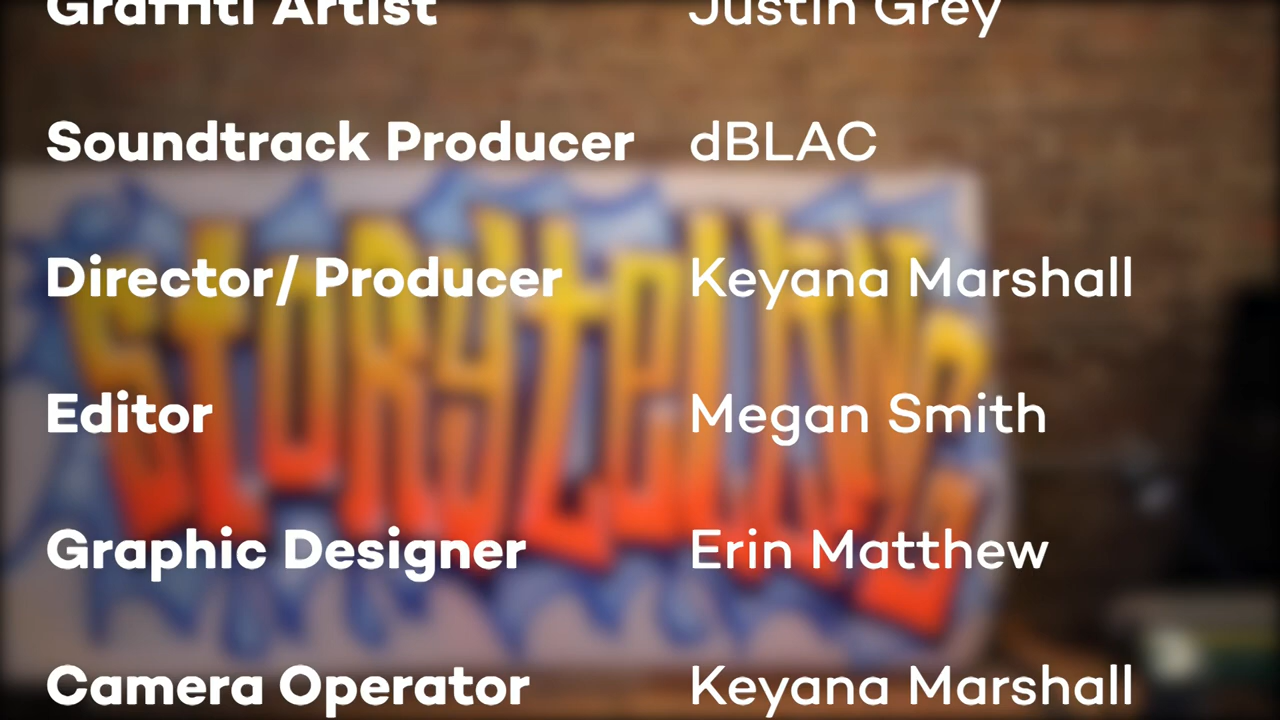 Graffiti Artist Justin Grey
Soundtrack Producer dBLAC
Director/ Producer Keyana Marshall
Editor Megan Smith
Graphic Designer Erin Matthew
Camera Operator Keyana Marshall
STORYTELLING